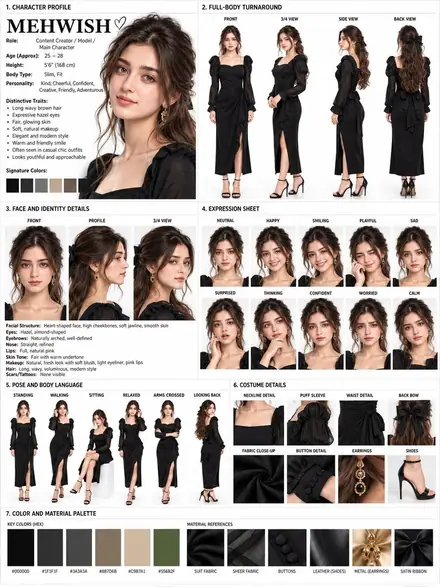 1. CHARACTER PROFILE
MEHWISH
Role: Content Creator / Model / Main Character
Age (Approx): 25 – 28
Height: 5'6" (168 cm)
Body Type: Slim, Fit
Personality: Kind, Cheerful, Confident, Creative, Friendly, Adventurous
Distinctive Traits:
• Long wavy brown hair
• Expressive hazel eyes
• Fair, glowing skin
• Soft, natural makeup
• Elegant and modern style
• Warm and friendly smile
• Often seen in casual chic outfits
• Looks youthful and approachable
Signature Colors:
2. FULL-BODY TURNAROUND
FRONT 3/4 VIEW SIDE VIEW BACK VIEW
3. FACE AND IDENTITY DETAILS
FRONT PROFILE 3/4 VIEW
Facial Structure: Heart-shaped face, high cheekbones, soft jawline, smooth skin
Eyes: Hazel, almond-shaped
Eyebrows: Naturally arched, well-defined
Nose: Straight, refined
Lips: Full, natural pink
Skin Tone: Fair with warm undertone
Makeup: Natural, fresh look with soft blush, light eyeliner, pink lips
Hair: Long, wavy, voluminous, modern style
Scars/Tattoos: None visible
4. EXPRESSION SHEET
NEUTRAL HAPPY SMILING PLAYFUL SAD
SURPRISED THINKING CONFIDENT WORRIED CALM
5. POSE AND BODY LANGUAGE
STANDING WALKING SITTING RELAXED ARMS CROSSED LOOKING BACK
6. COSTUME DETAILS
NECKLINE DETAIL PUFF SLEEVE WAIST DETAIL BACK BOW
FABRIC CLOSE-UP BUTTON DETAIL EARRINGS SHOES
7. COLOR AND MATERIAL PALETTE
KEY COLORS (HEX)
#000000 #1F1F1F #3A3A3A
MATERIAL REFERENCES
SUIT FABRIC SHEER FABRIC BUTTONS LEATHER (SHOES) METAL (EARRINGS) SATIN RIBBON